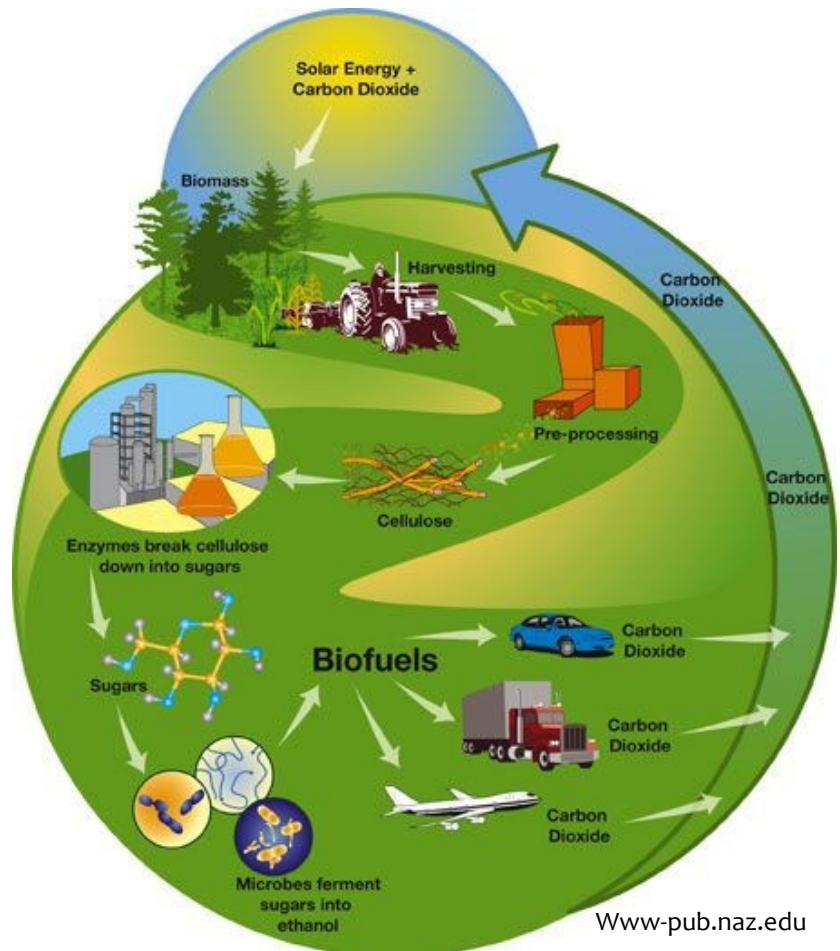 Solar Energy +
Carbon Dioxide
Biomass
Harvesting
Carbon
Dioxide
Pre-processing
Carbon
Dioxide
Cellulose
Enzymes break cellulose
down into sugars
Sugars
Biofuels
Carbon
Dioxide
Carbon
Dioxide
Carbon
Dioxide
Microbes ferment
sugars into
ethanol
Www-pub.naz.edu